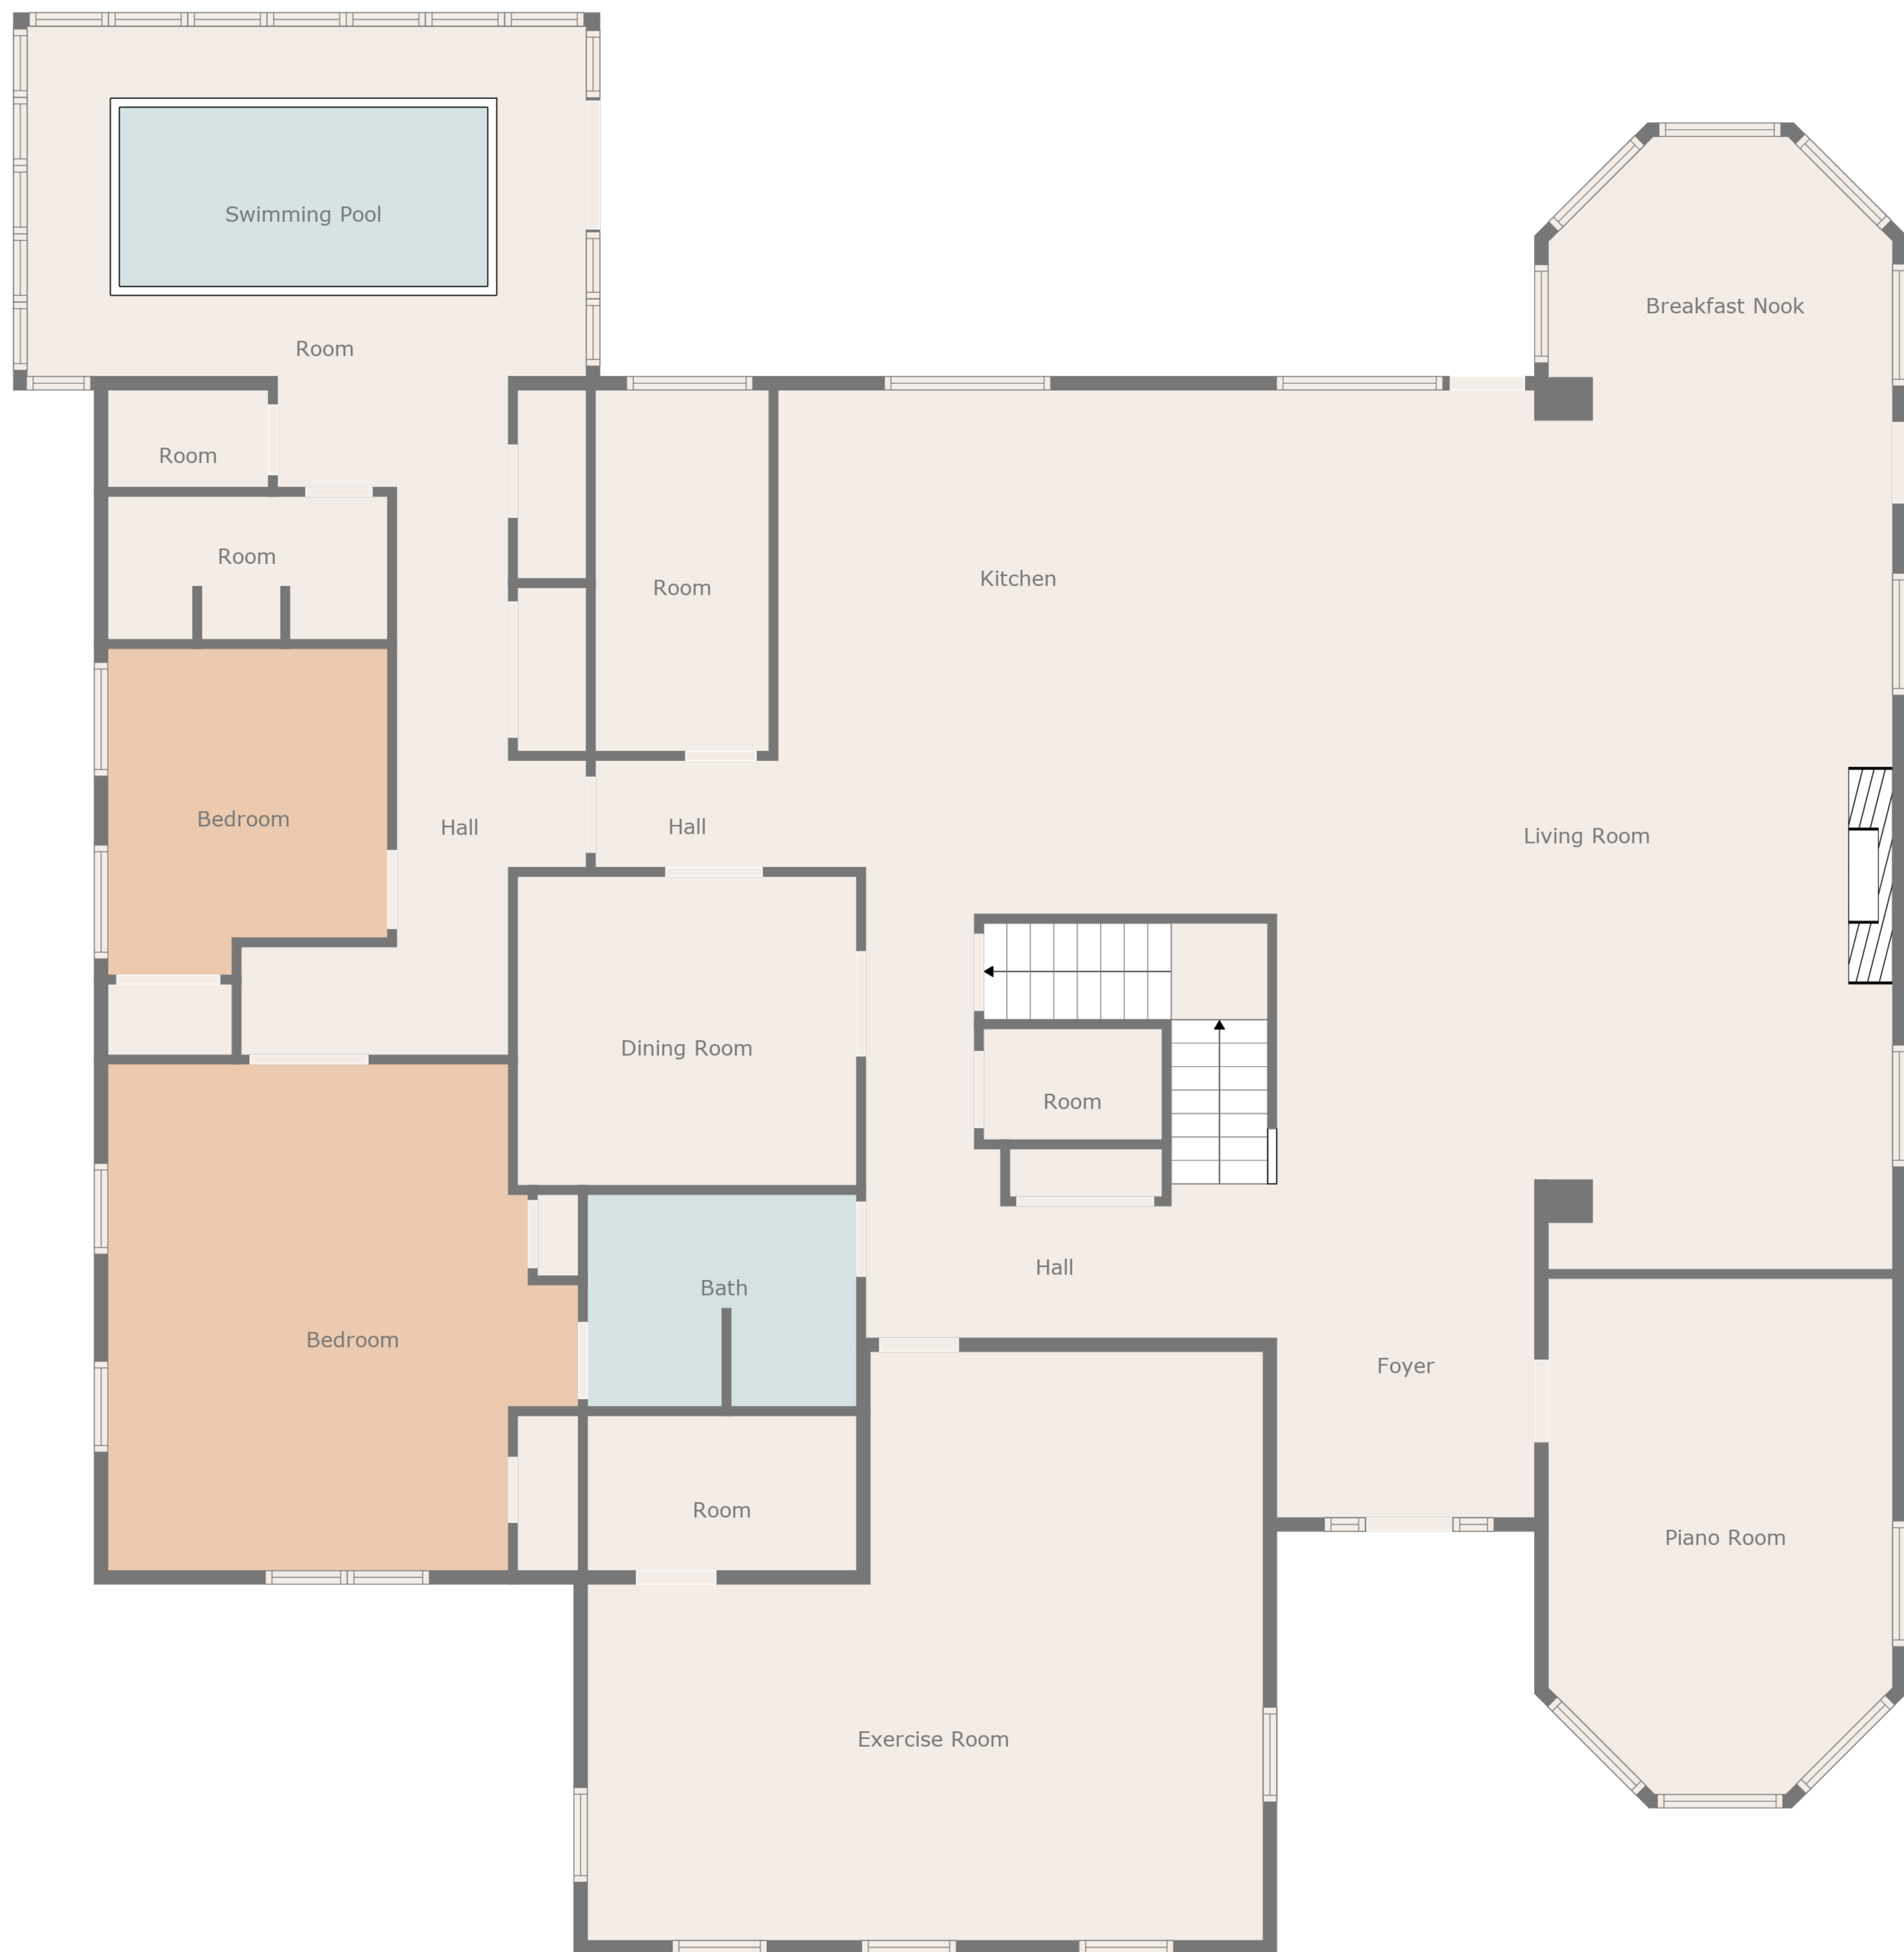 Swimming Pool
Breakfast Nook
Room
Room
Room
Kitchen
Room
Bedroom
Hall
Hall
Living Room
Dining Room
Room
Hall
Bath
Bedroom
Foyer
Room
Piano Room
Exercise Room